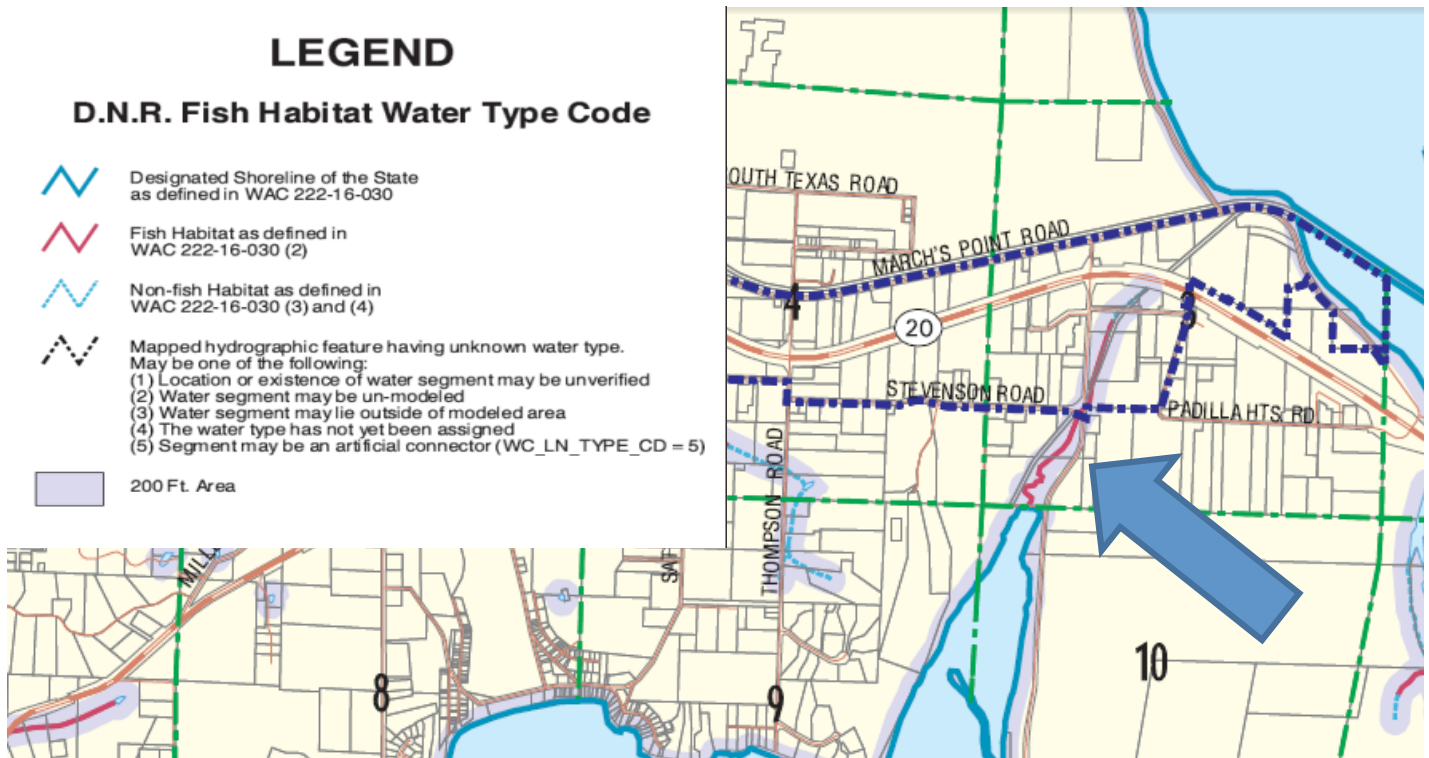 LEGEND
D.N.R. Fish Habitat Water Type Code
Designated Shoreline of the State
as defined in WAC 222-16-030
Fish Habitat as defined in
WAC 222-16-030 (2)
Non-fish Habitat as defined in
WAC 222-16-030 (3) and (4)
Mapped hydrographic feature having unknown water type.
May be one of the following:
(1) Location or existence of water segment may be unverified
(2) Water segment may be un-modeled
(3) Water segment may lie outside of modeled area
(4) The water type has not yet been assigned
(5) Segment may be an artificial connector (WC_LN_TYPE_CD = 5)
200 Ft. Area
OUTH TEXAS ROAD
MARCH'S POINT ROAD
4
3
20
STEVENSON ROAD
PADILLA HTS. RD.
THOMPSON ROAD
MILL
SAT
8
9
10